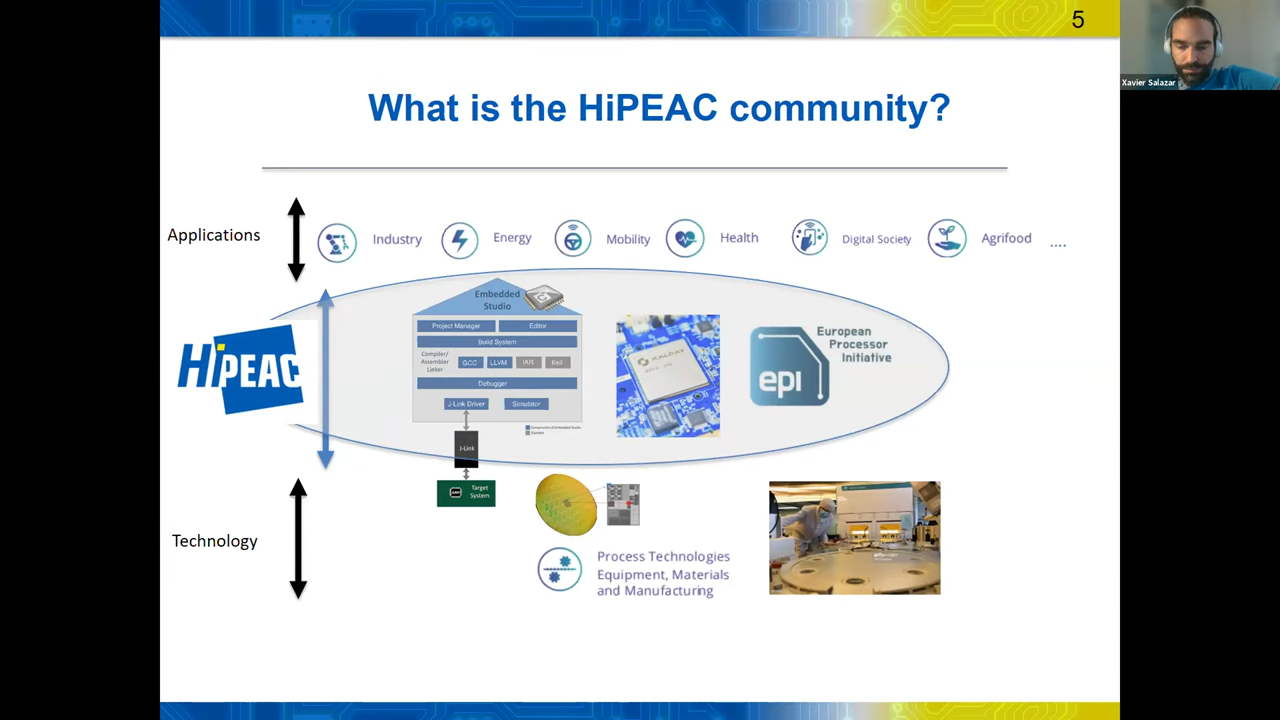 5
Xavier Salazar
What is the HiPEAC community?
Applications
Industry
Energy
Mobility
Health
Digital Society
Agrifood
....
HiPEAC
Embedded
Studio
Project Manager
Editor
Build System
Compiler/
Assembler
Linker
GCC
LLVM
IAR
Keil
Debugger
J-Link Driver
Simulator
J-Link
Target
System
KALRAY
European
Processor
Initiative
epi
Technology
Process Technologies
Equipment, Materials
and Manufacturing